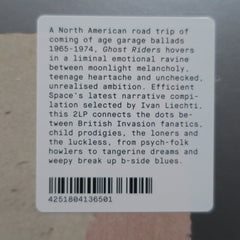 A North American road trip of
coming of age garage ballads
1965-1974, Ghost Riders hovers
in a liminal emotional ravine
between moonlight melancholy,
teenage heartache and unchecked,
unrealised ambition. Efficient
Space's latest narrative compi-
lation selected by Ivan Liechti,
this 2LP connects the dots be-
tween British Invasion fanatics,
child prodigies, the loners and
the luckless, from psych-folk
howlers to tangerine dreams and
weepy break up b-side blues.
4251804136501